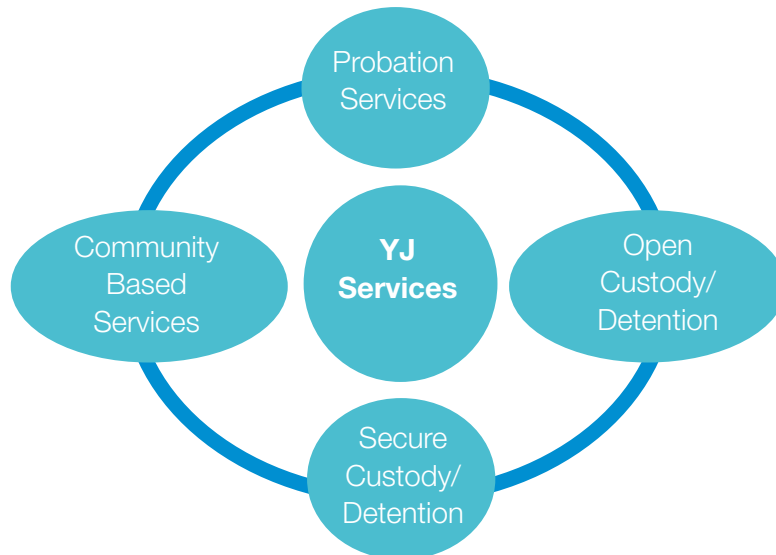 Probation
Services
Community
Based
Services
YJ
Services
Open
Custody/
Detention
Secure
Custody/
Detention